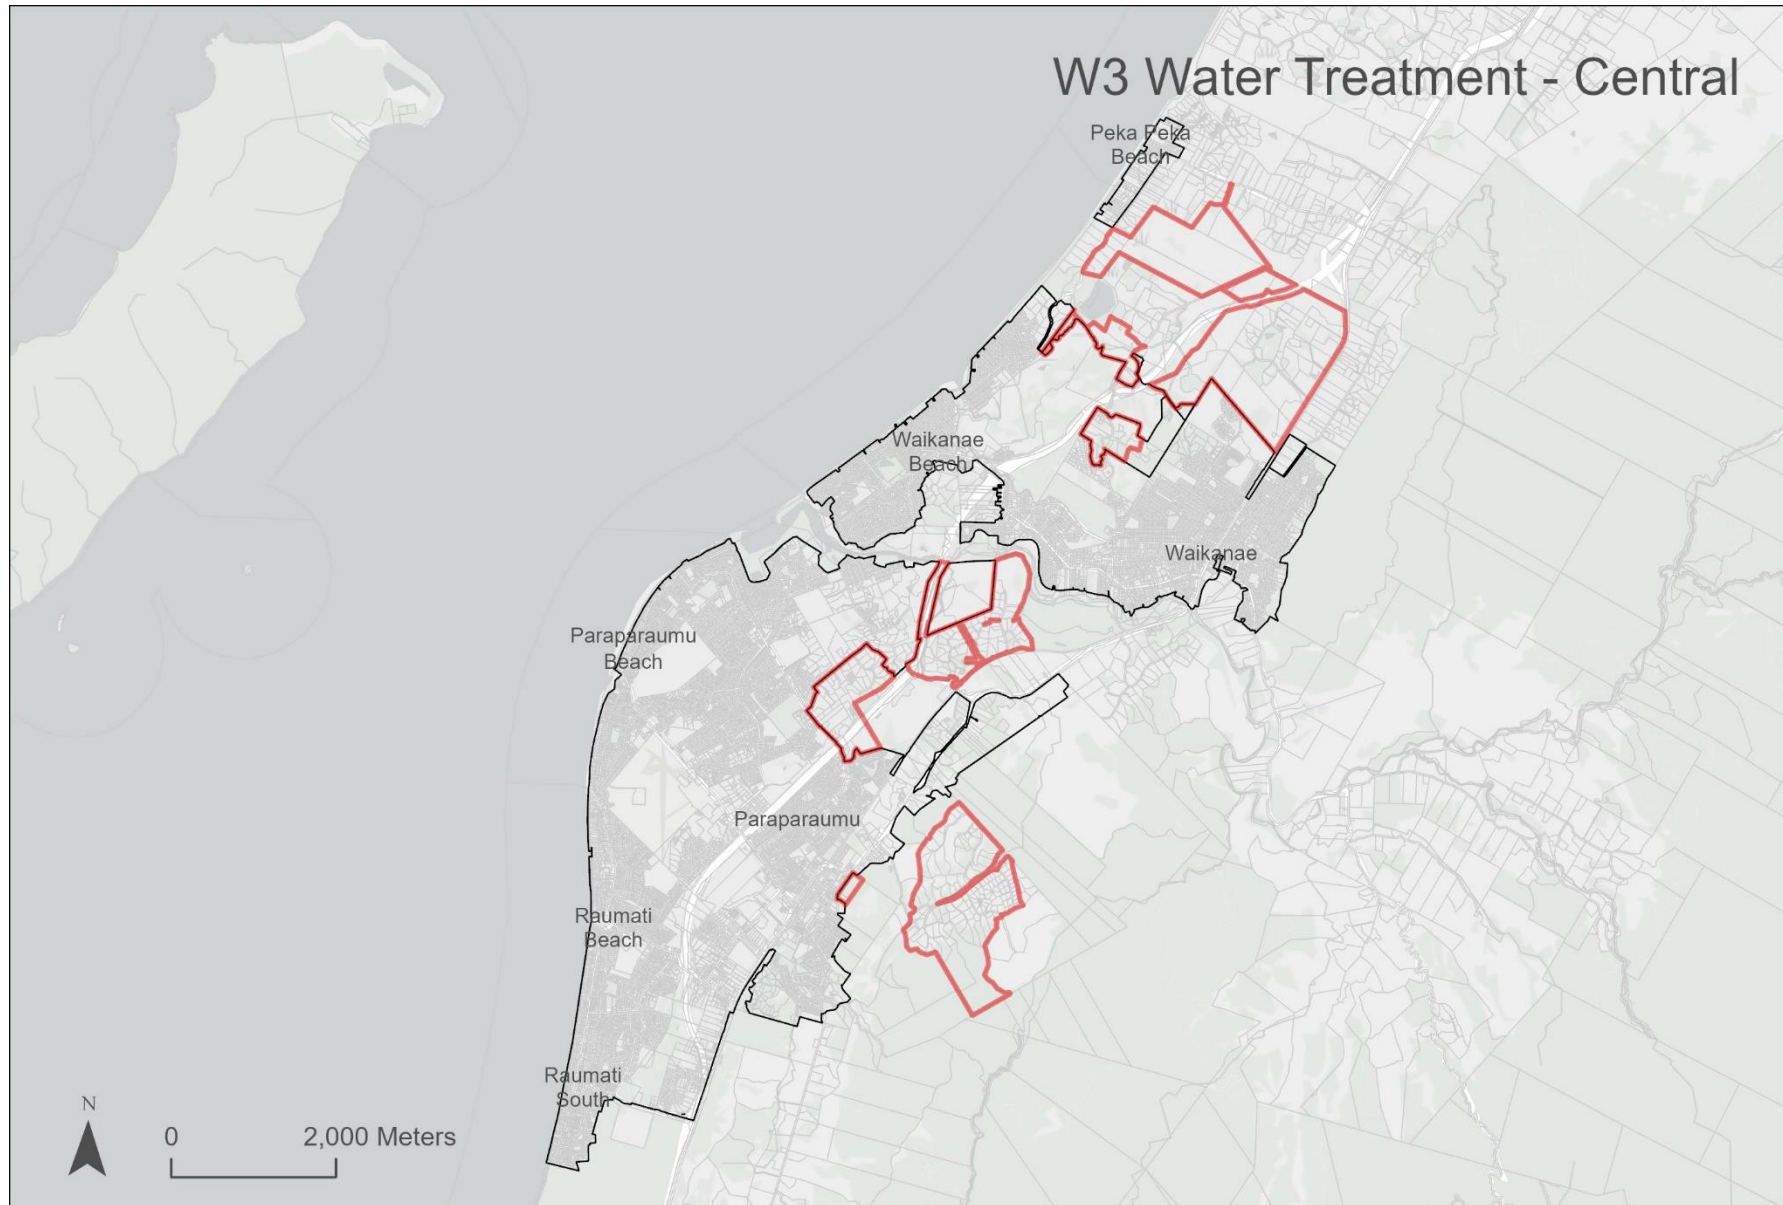 W3 Water Treatment - Central
Peka Peka
Beach
Waikanae
Beach
Waikanae
Paraparaumu
Beach
Paraparaumu
Raumati
Beach
Raumati
South
N
0 2,000 Meters